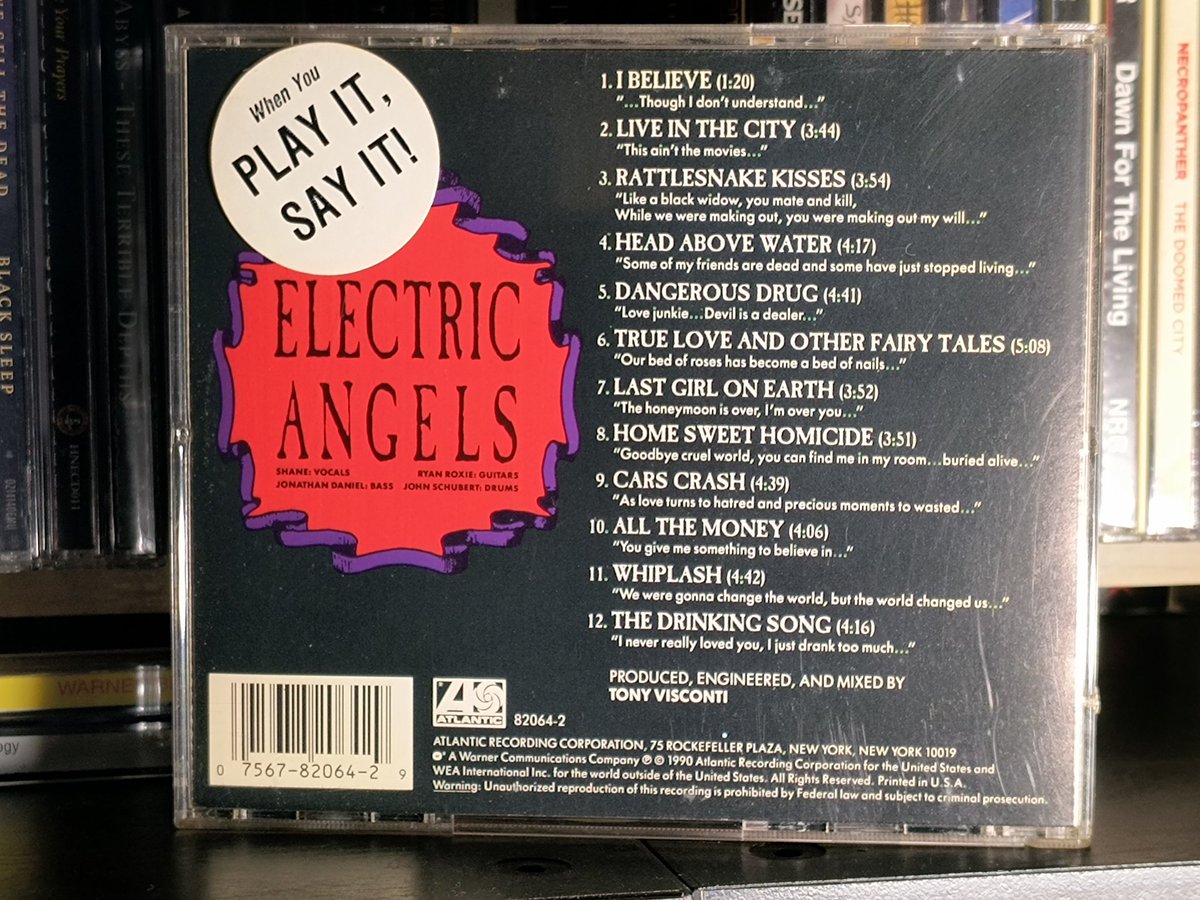 When You
PLAY IT,
SAY IT!
ELECTRIC
ANGELS
SHANE: VOCALS RYAN ROXIE: GUITARS
JONATHAN DANIEL: BASS JOHN SCHUBERT: DRUMS
1. I BELIEVE (1:20)
"...Though I don't understand..."
2. LIVE IN THE CITY (3:44)
"This ain't the movies..."
3. RATTLESNAKE KISSES (3:54)
"Like a black widow, you mate and kill,
While we were making out, you were making out my will..."
4. HEAD ABOVE WATER (4:17)
"Some of my friends are dead and some have just stopped living..."
5. DANGEROUS DRUG (4:41)
"Love junkie...Devil is a dealer..."
6. TRUE LOVE AND OTHER FAIRY TALES (5:08)
"Our bed of roses has become a bed of nails..."
7. LAST GIRL ON EARTH (3:52)
"The honeymoon is over, I'm over you..."
8. HOME SWEET HOMICIDE (3:51)
"Goodbye cruel world, you can find me in my room...buried alive..."
9. CARS CRASH (4:39)
"As love turns to hatred and precious moments to wasted..."
10. ALL THE MONEY (4:06)
"You give me something to believe in..."
11. WHIPLASH (4:42)
"We were gonna change the world, but the world changed us..."
12. THE DRINKING SONG (4:16)
"I never really loved you, I just drank too much..."
PRODUCED, ENGINEERED, AND MIXED BY
TONY VISCONTI
0 7567-82064-2 9
ATLANTIC 82064-2
ATLANTIC RECORDING CORPORATION, 75 ROCKEFELLER PLAZA, NEW YORK, NEW YORK 10019
A Warner Communications Company ℗ © 1990 Atlantic Recording Corporation for the United States and
WEA International Inc. for the world outside of the United States. All Rights Reserved. Printed in U.S.A.
Warning: Unauthorized reproduction of this recording is prohibited by Federal law and subject to criminal prosecution.
Your Prayers
BLACK SLEEP
HNECD011
Dawn For The Living
NECROPANTHER THE DOOMED CITY